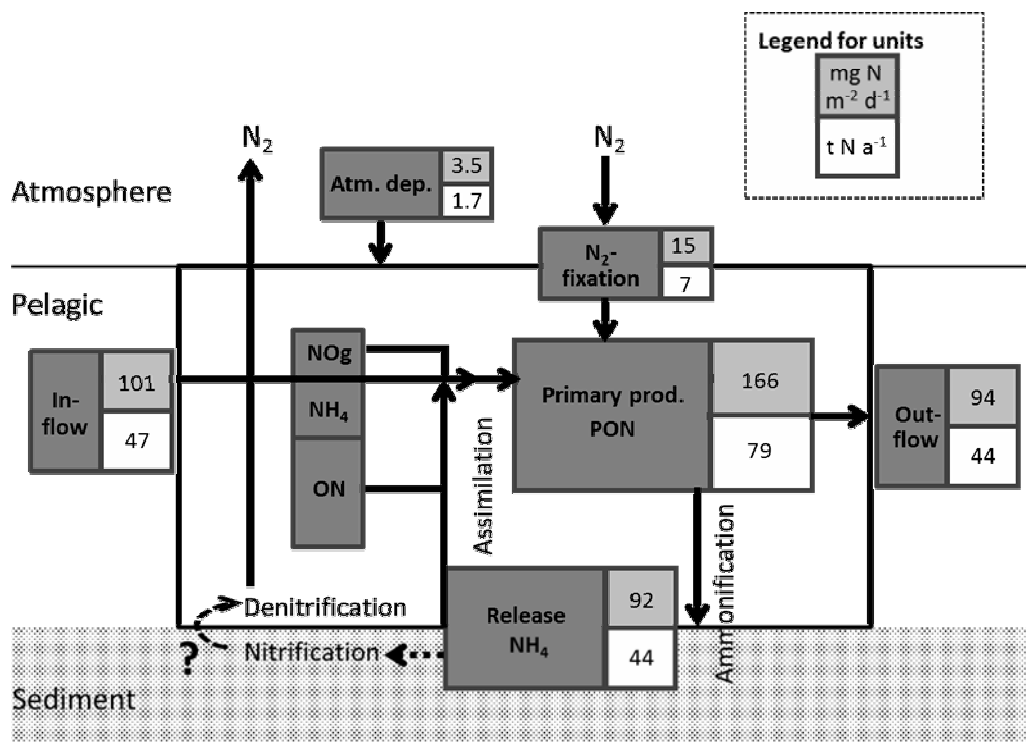 Legend for units
mg N
m⁻² d⁻¹
t N a⁻¹
N₂
N₂
Atmosphere
Atm. dep.
3.5
1.7
N₂-
fixation
15
7
Pelagic
In-
flow
101
47
NOg
NH₄
ON
Assimilation
Primary prod.
PON
166
79
Out-
flow
94
44
Ammonification
Release
NH₄
92
44
Denitrification
?
Nitrification
Sediment